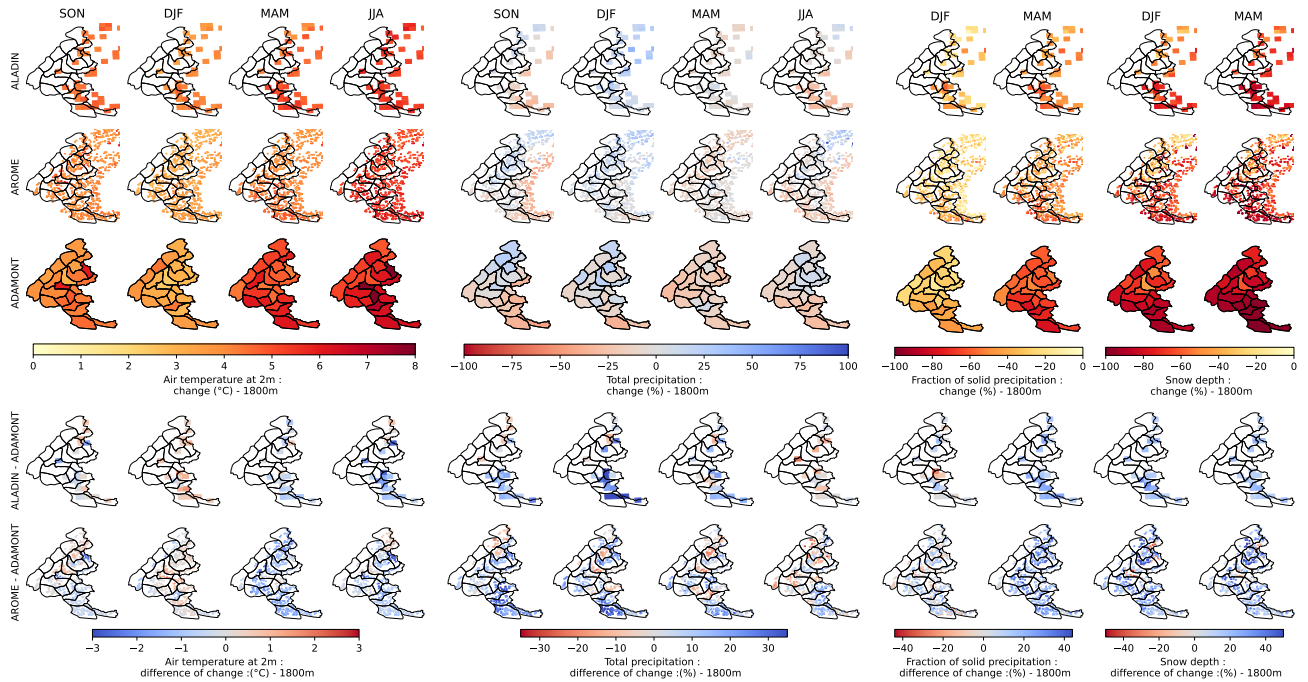 SON DJF MAM JJA SON DJF MAM JJA DJF MAM DJF MAM
ALADIN
AROME
ADAMONT
0 1 2 3 4 5 6 7 8
Air temperature at 2m :
change (°C) - 1800m
−100 −75 −50 −25 0 25 50 75 100
Total precipitation :
change (%) - 1800m
−100 −80 −60 −40 −20 0
Fraction of solid precipitation :
change (%) - 1800m
−100 −80 −60 −40 −20 0
Snow depth :
change (%) - 1800m
ALADIN - ADAMONT
AROME - ADAMONT
−3 −2 −1 0 1 2 3
Air temperature at 2m :
difference of change :(°C) - 1800m
−30 −20 −10 0 10 20 30
Total precipitation :
difference of change :(%) - 1800m
−40 −20 0 20 40
Fraction of solid precipitation :
difference of change :(%) - 1800m
−40 −20 0 20 40
Snow depth :
difference of change :(%) - 1800m